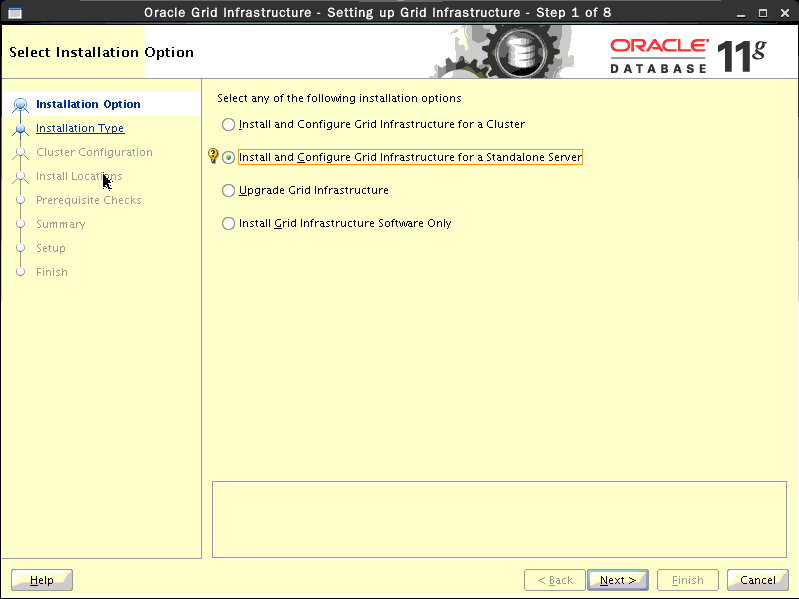 Oracle Grid Infrastructure - Setting up Grid Infrastructure - Step 1 of 8
Select Installation Option
ORACLE
DATABASE
11g
Installation Option
Installation Type
Cluster Configuration
Install Locations
Prerequisite Checks
Summary
Setup
Finish
Select any of the following installation options
Install and Configure Grid Infrastructure for a Cluster
Install and Configure Grid Infrastructure for a Standalone Server
Upgrade Grid Infrastructure
Install Grid Infrastructure Software Only
Help
< Back
Next >
Finish
Cancel